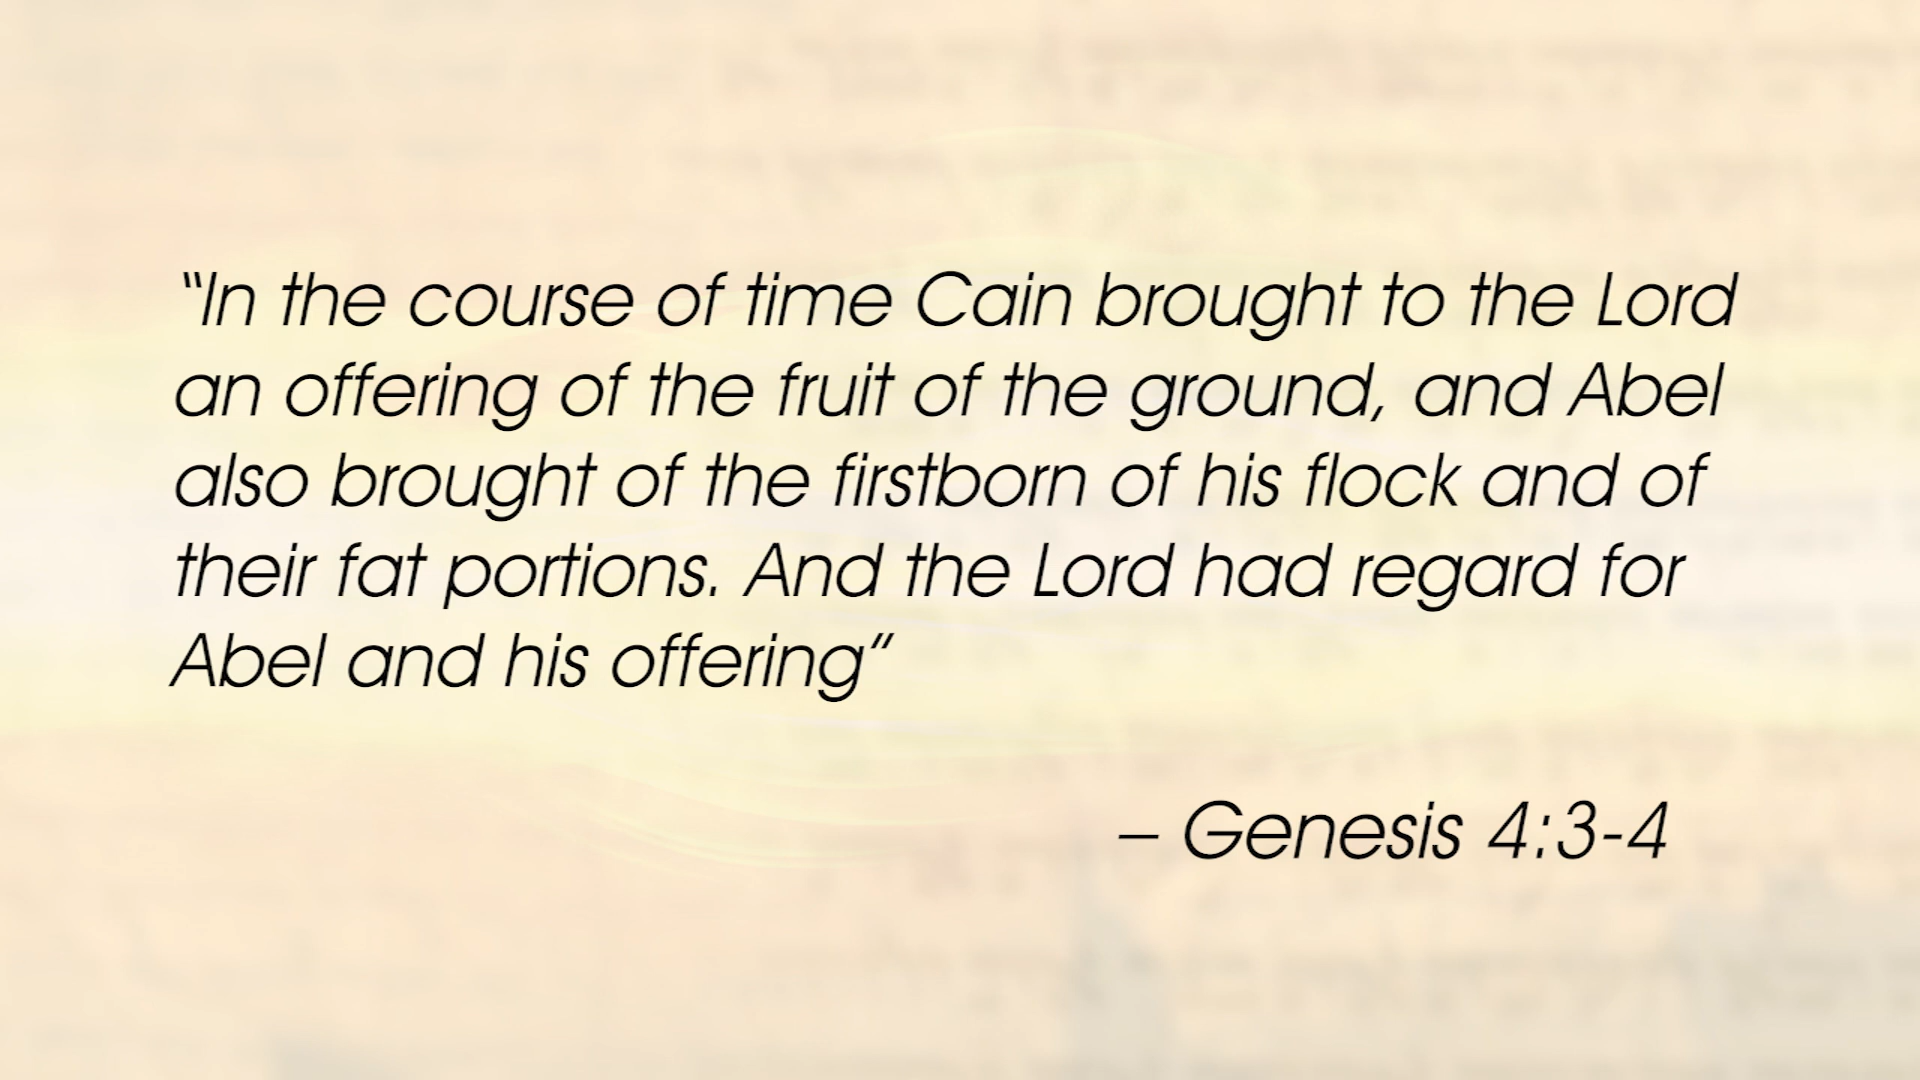 “In the course of time Cain brought to the Lord
an offering of the fruit of the ground, and Abel
also brought of the firstborn of his flock and of
their fat portions. And the Lord had regard for
Abel and his offering”
– Genesis 4:3-4